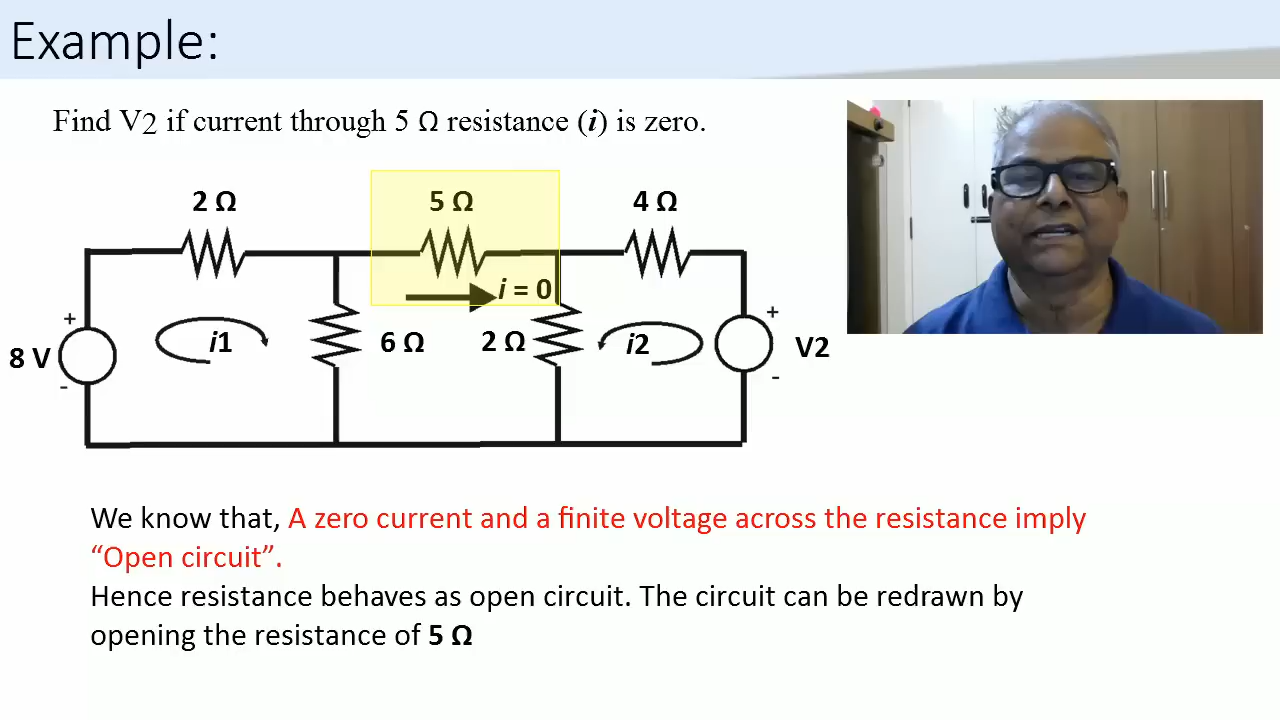 Example:
Find V2 if current through 5 Ω resistance (i) is zero.
2 Ω
5 Ω
4 Ω
i = 0
+
+
8 V
i1
6 Ω
2 Ω
i2
V2
-
-
We know that, A zero current and a finite voltage across the resistance imply
“Open circuit”.
Hence resistance behaves as open circuit. The circuit can be redrawn by
opening the resistance of 5 Ω